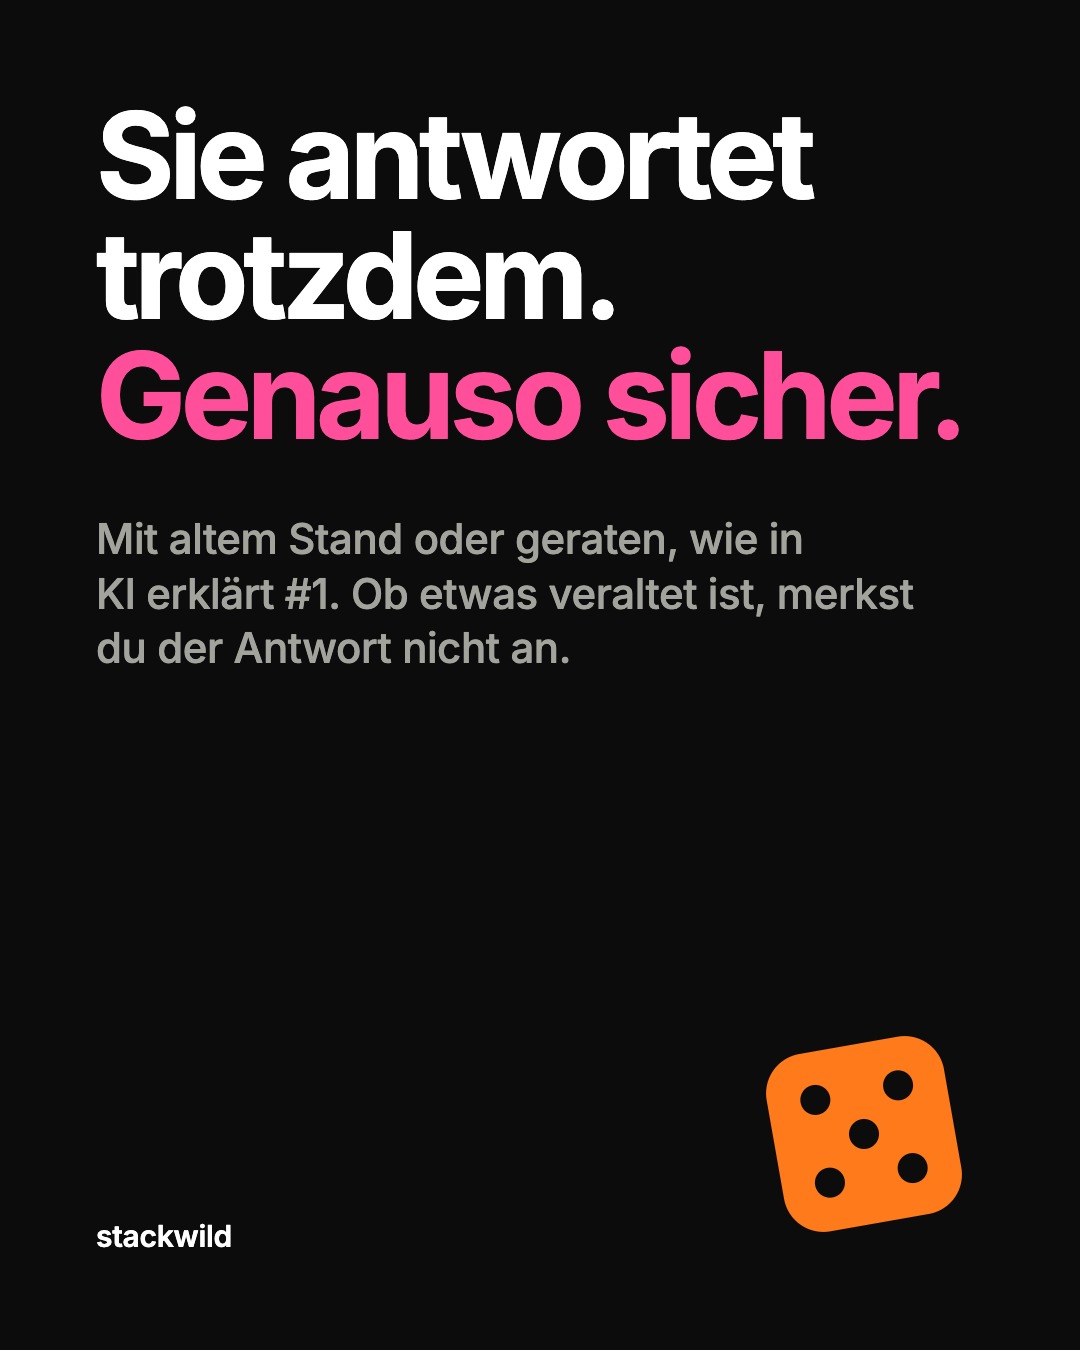 Sie antwortet
trotzdem.
Genauso sicher.
Mit altem Stand oder geraten, wie in
KI erklärt #1. Ob etwas veraltet ist, merkst
du der Antwort nicht an.
stackwild